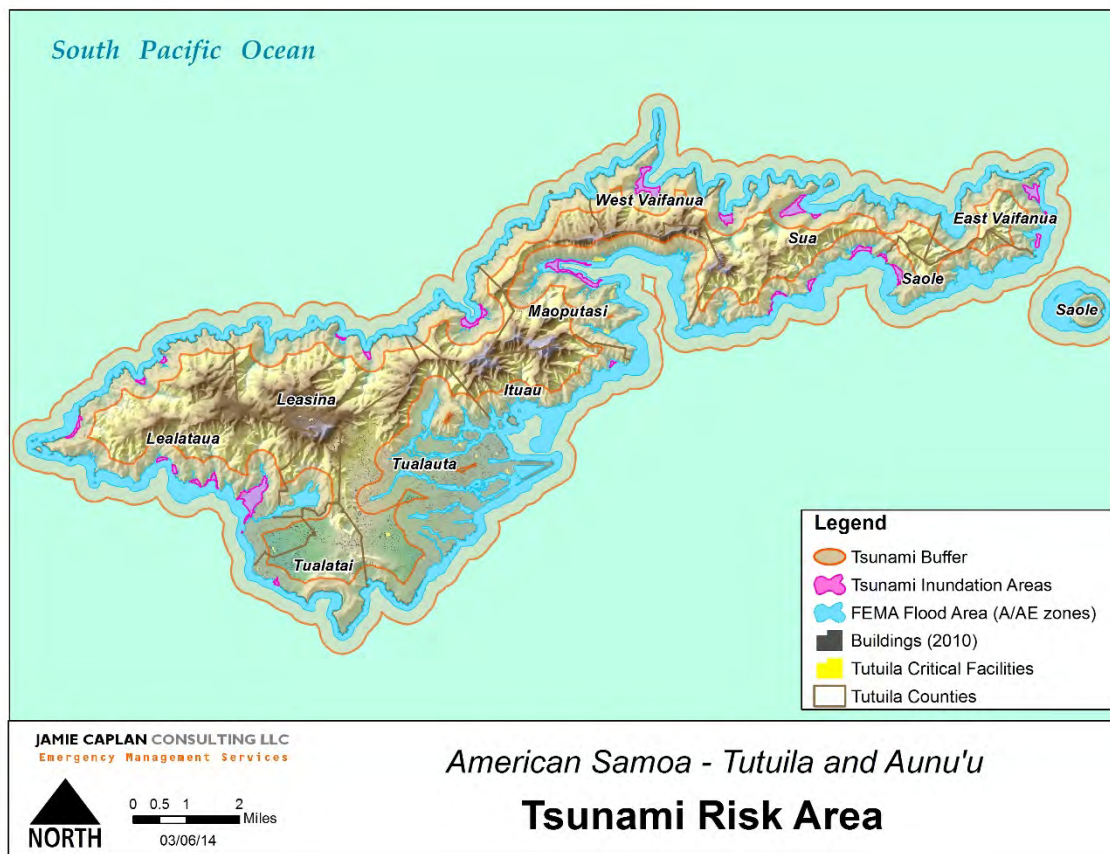 South Pacific Ocean
West Vaifanua
East Vaifanua
Sua
Saole
Maoputasi
Saole
Ituau
Leasina
Lealataua
Tualauta
Tualatai
Legend
Tsunami Buffer
Tsunami Inundation Areas
FEMA Flood Area (A/AE zones)
Buildings (2010)
Tutuila Critical Facilities
Tutuila Counties
JAMIE CAPLAN CONSULTING LLC
Emergency Management Services
NORTH
0 0.5 1 2
Miles
03/06/14
American Samoa - Tutuila and Aunu'u
Tsunami Risk Area